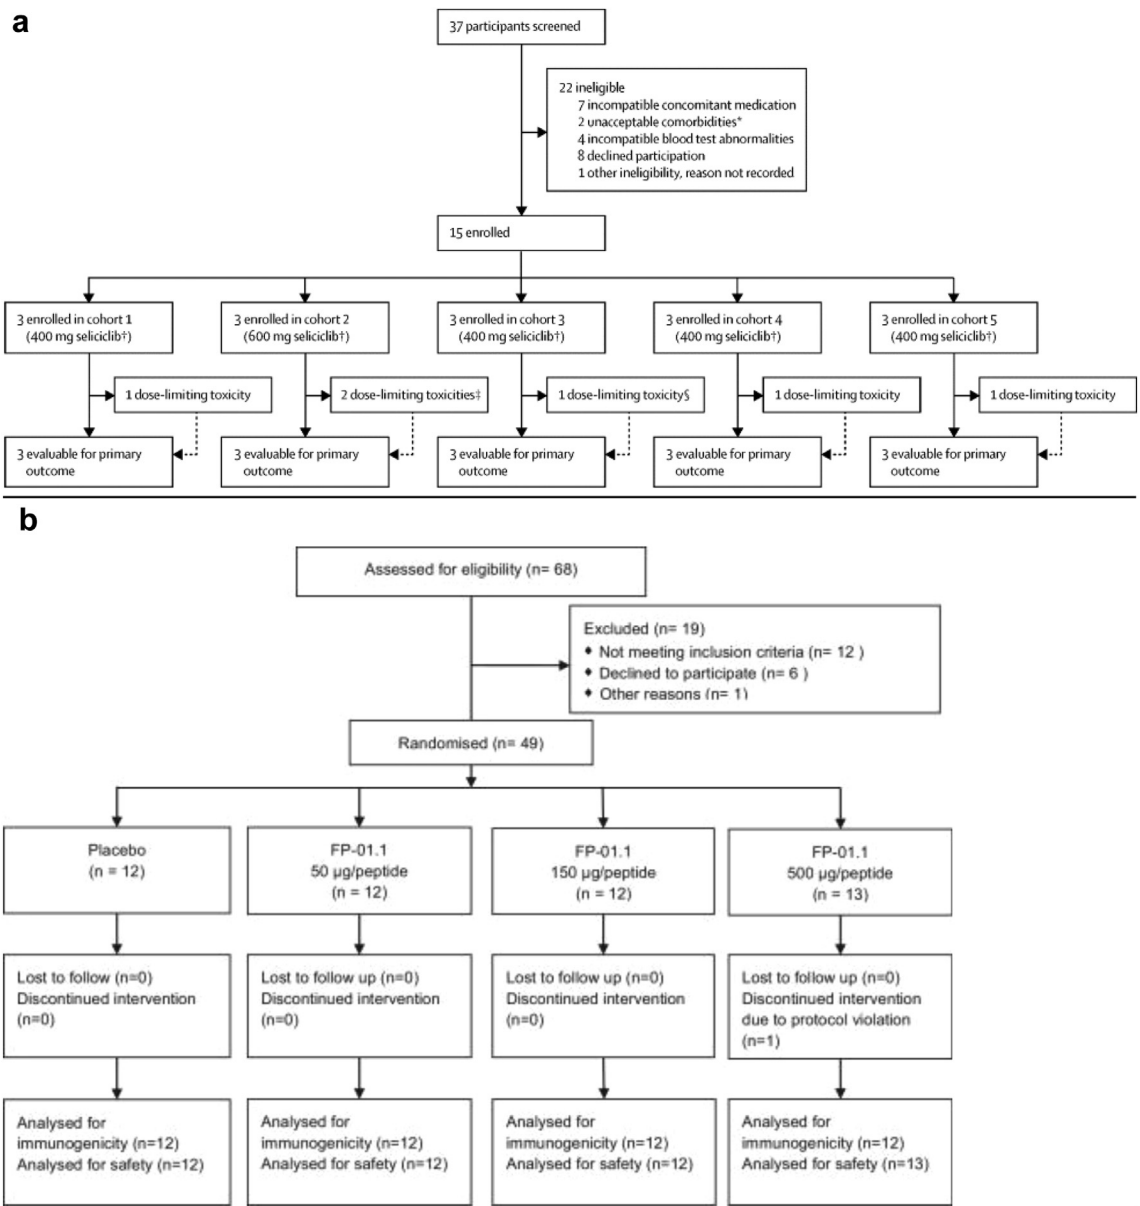 a
37 participants screened
22 ineligible
7 incompatible concomitant medication
2 unacceptable comorbidities*
4 incompatible blood test abnormalities
8 declined participation
1 other ineligibility, reason not recorded
15 enrolled
3 enrolled in cohort 1
(400 mg seliciclib†)
3 enrolled in cohort 2
(600 mg seliciclib†)
3 enrolled in cohort 3
(400 mg seliciclib†)
3 enrolled in cohort 4
(400 mg seliciclib†)
3 enrolled in cohort 5
(400 mg seliciclib†)
1 dose-limiting toxicity
2 dose-limiting toxicities‡
1 dose-limiting toxicity§
1 dose-limiting toxicity
1 dose-limiting toxicity
3 evaluable for primary
outcome
3 evaluable for primary
outcome
3 evaluable for primary
outcome
3 evaluable for primary
outcome
3 evaluable for primary
outcome
b
Assessed for eligibility (n= 68)
Excluded (n= 19)
♦ Not meeting inclusion criteria (n= 12 )
♦ Declined to participate (n= 6 )
♦ Other reasons (n= 1)
Randomised (n= 49)
Placebo
(n = 12)
FP-01.1
50 µg/peptide
(n = 12)
FP-01.1
150 µg/peptide
(n = 12)
FP-01.1
500 µg/peptide
(n = 13)
Lost to follow (n=0)
Discontinued intervention
(n=0)
Lost to follow up (n=0)
Discontinued intervention
(n=0)
Lost to follow up (n=0)
Discontinued intervention
(n=0)
Lost to follow up (n=0)
Discontinued intervention
due to protocol violation
(n=1)
Analysed for
immunogenicity (n=12)
Analysed for safety (n=12)
Analysed for
immunogenicity (n=12)
Analysed for safety (n=12)
Analysed for
immunogenicity (n=12)
Analysed for safety (n=12)
Analysed for
immunogenicity (n=12)
Analysed for safety (n=13)